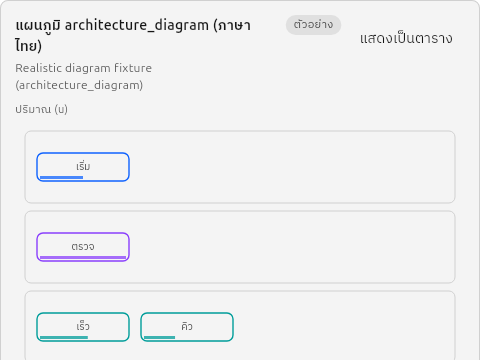 แผนภูมิ architecture_diagram (ภาษา
ไทย)
ตัวอย่าง
แสดงเป็นตาราง
Realistic diagram fixture
(architecture_diagram)
ปริมาณ (น)
เริ่ม
ตรวจ
เร็ว
คิว